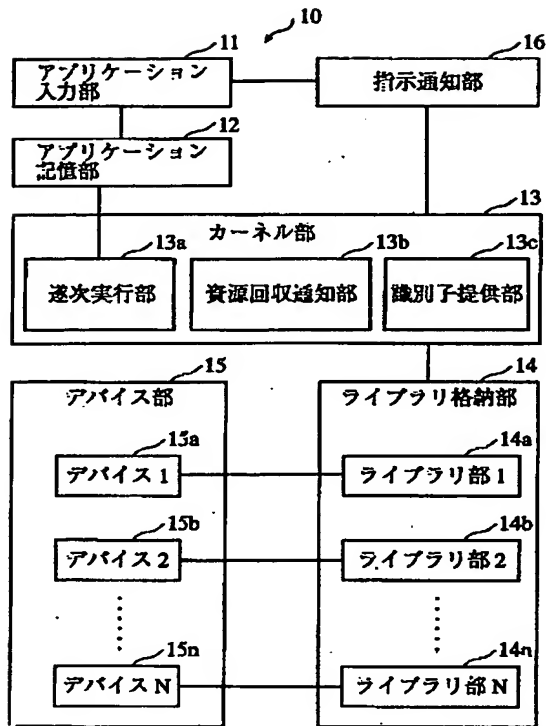 10
11
アプリケーション
入力部
16
指示通知部
12
アプリケーション
記憶部
13
カーネル部
13a
逐次実行部
13b
資源回収通知部
13c
識別子提供部
15
デバイス部
14
ライブラリ格納部
15a
デバイス1
14a
ライブラリ部1
15b
デバイス2
14b
ライブラリ部2
15n
デバイスN
14n
ライブラリ部N